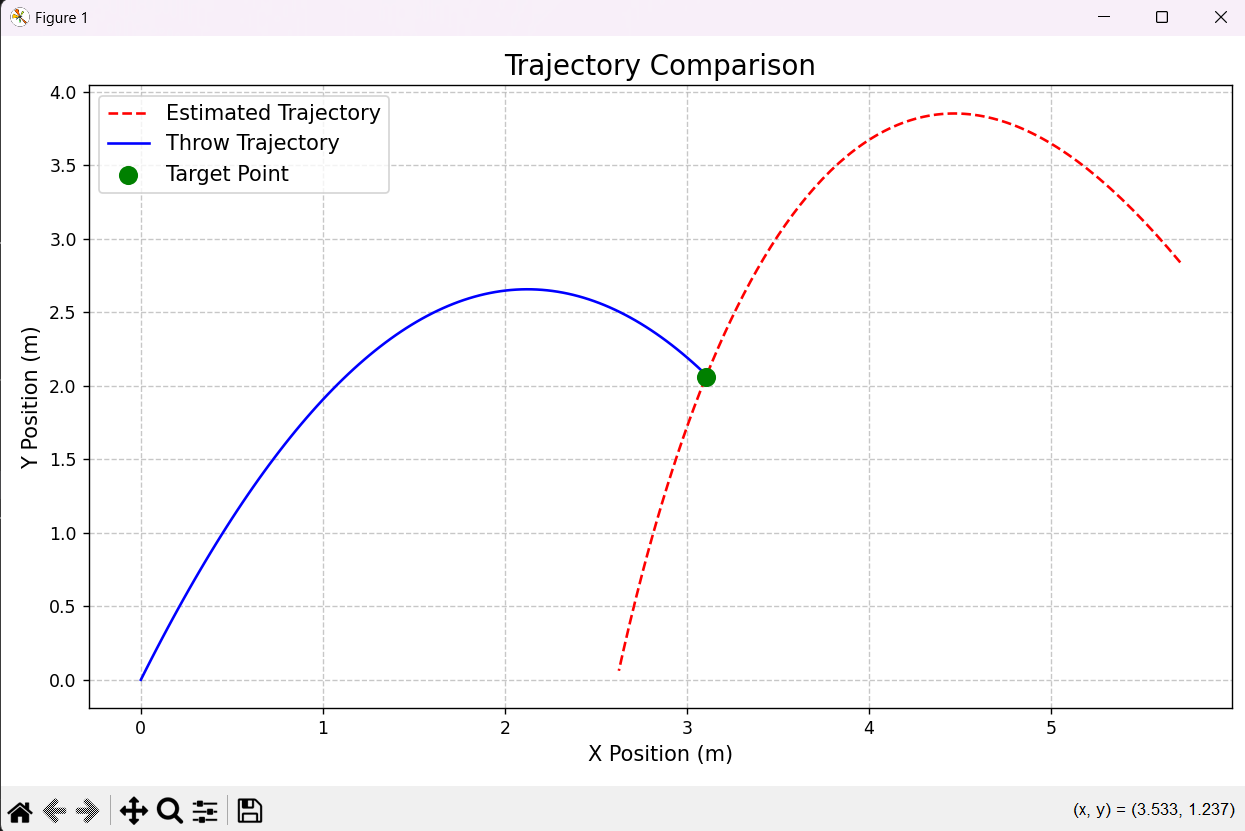 Figure 1
Trajectory Comparison
Estimated Trajectory
Throw Trajectory
Target Point
Y Position (m)
4.0
3.5
3.0
2.5
2.0
1.5
1.0
0.5
0.0
0 1 2 3 4 5
X Position (m)
(x, y) = (3.533, 1.237)